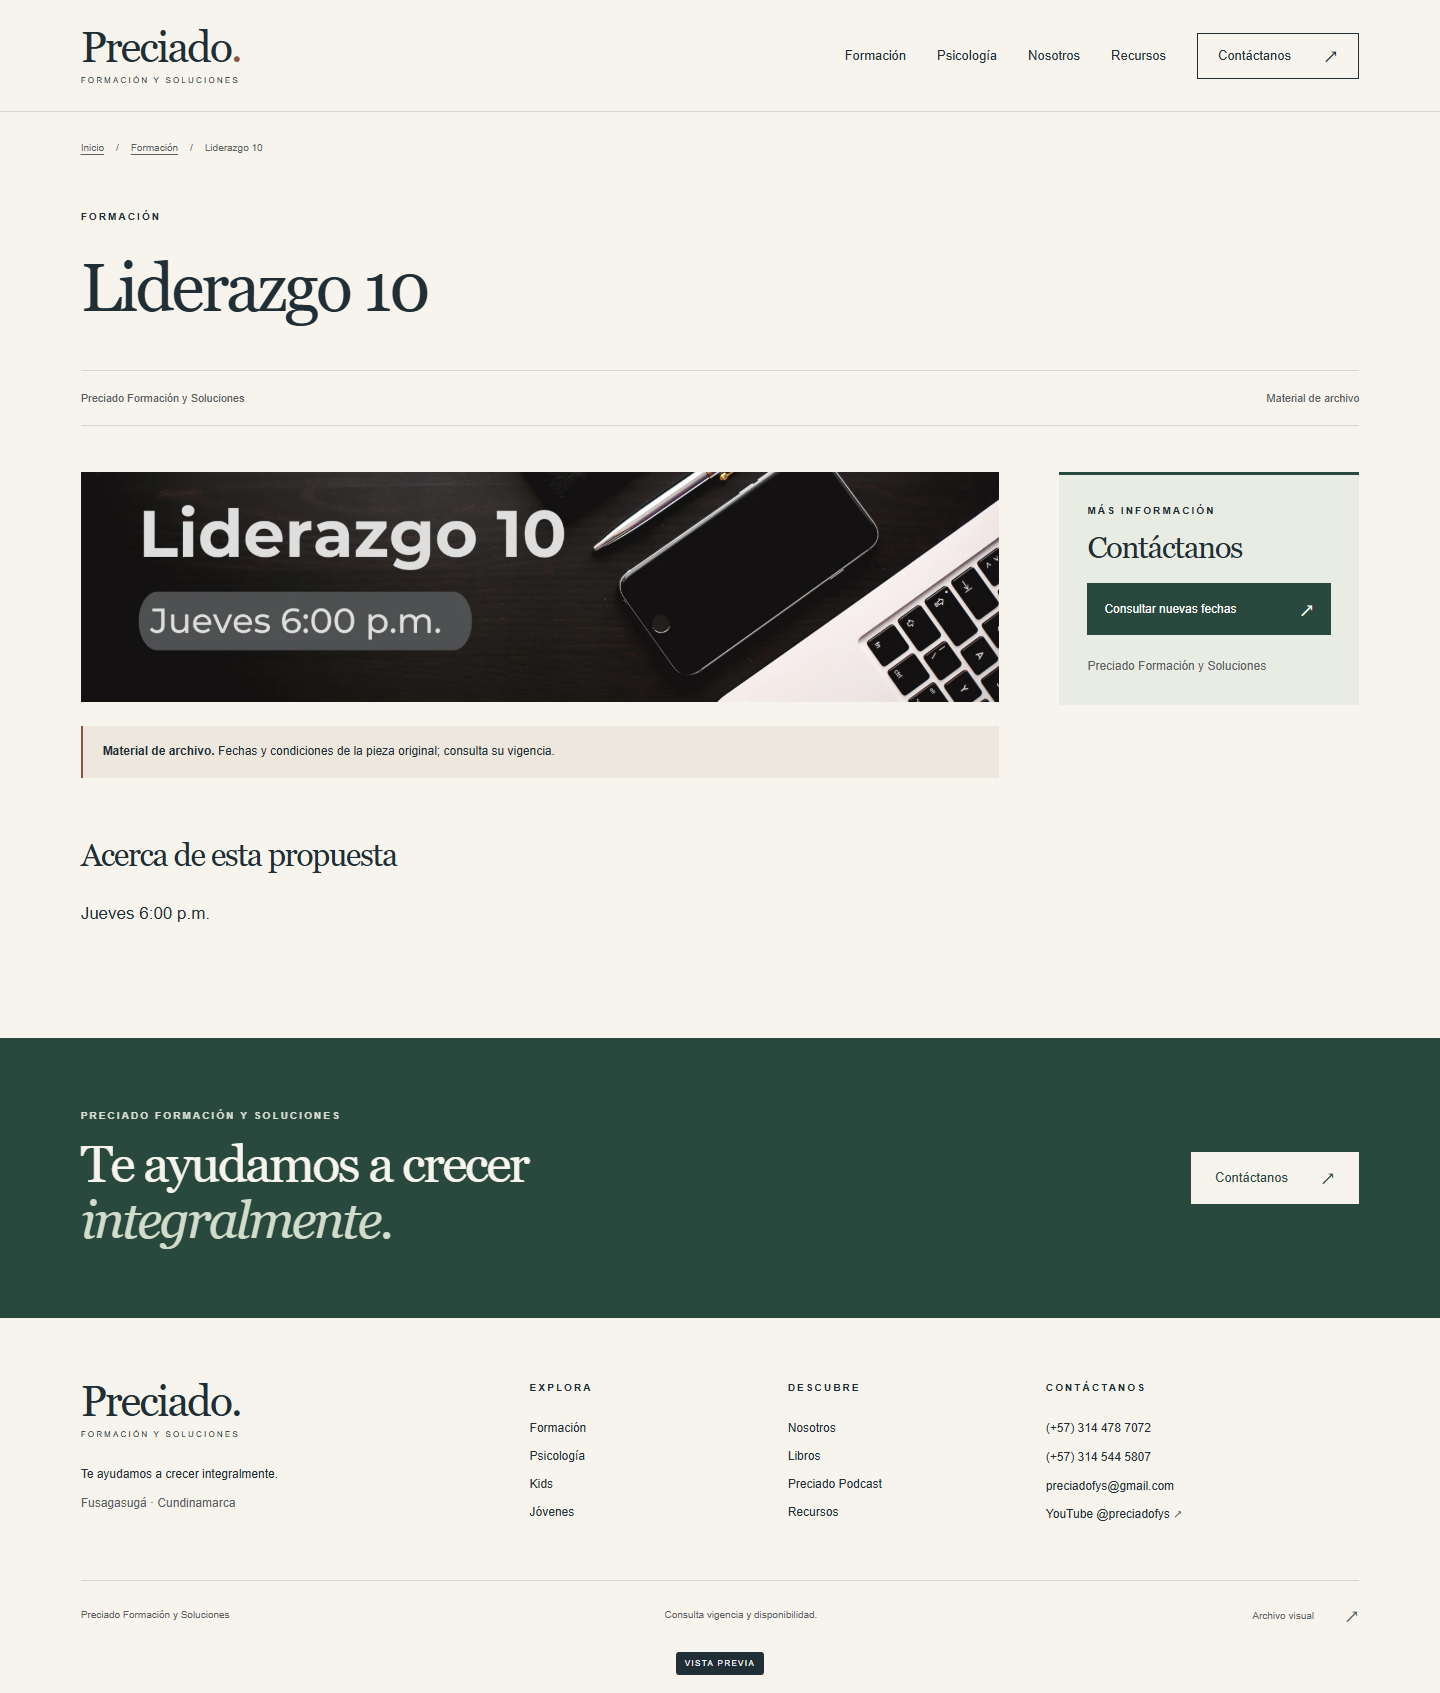 Preciado.
FORMACIÓN Y SOLUCIONES
Formación
Psicología
Nosotros
Recursos
Contáctanos ↗
Inicio / Formación / Liderazgo 10
FORMACIÓN
Liderazgo 10
Preciado Formación y Soluciones
Material de archivo
Liderazgo 10
Jueves 6:00 p.m.
MÁS INFORMACIÓN
Contáctanos
Consultar nuevas fechas ↗
Preciado Formación y Soluciones
Material de archivo. Fechas y condiciones de la pieza original; consulta su vigencia.
Acerca de esta propuesta
Jueves 6:00 p.m.
PRECIADO FORMACIÓN Y SOLUCIONES
Te ayudamos a crecer
integralmente.
Contáctanos ↗
Preciado.
FORMACIÓN Y SOLUCIONES
Te ayudamos a crecer integralmente.
Fusagasugá · Cundinamarca
EXPLORA
Formación
Psicología
Kids
Jóvenes
DESCUBRE
Nosotros
Libros
Preciado Podcast
Recursos
CONTÁCTANOS
(+57) 314 478 7072
(+57) 314 544 5807
preciadofys@gmail.com
YouTube @preciadofys ↗
Preciado Formación y Soluciones
Consulta vigencia y disponibilidad.
Archivo visual ↗
VISTA PREVIA